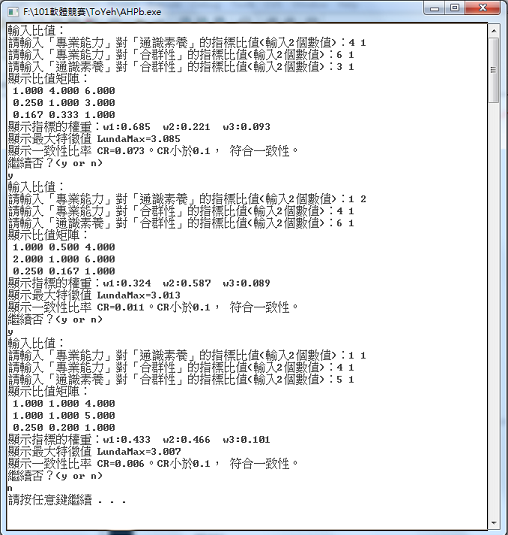 F:\101軟體競賽\ToYeh\AHPb.exe
輸入比值：
請輸入「專業能力」對「通識素養」的指標比值(輸入2個數值)：4 1
請輸入「專業能力」對「合群性」的指標比值(輸入2個數值)：6 1
請輸入「通識素養」對「合群性」的指標比值(輸入2個數值)：3 1
顯示比值矩陣：
1.000 4.000 6.000
0.250 1.000 3.000
0.167 0.333 1.000
顯示指標的權重：w1:0.685 w2:0.221 w3:0.093
顯示最大特徵值 LundaMax=3.085
顯示一致性比率 CR=0.073。CR小於0.1， 符合一致性。
繼續否？(y or n)
y
輸入比值：
請輸入「專業能力」對「通識素養」的指標比值(輸入2個數值)：1 2
請輸入「專業能力」對「合群性」的指標比值(輸入2個數值)：4 1
請輸入「通識素養」對「合群性」的指標比值(輸入2個數值)：6 1
顯示比值矩陣：
1.000 0.500 4.000
2.000 1.000 6.000
0.250 0.167 1.000
顯示指標的權重：w1:0.324 w2:0.587 w3:0.089
顯示最大特徵值 LundaMax=3.013
顯示一致性比率 CR=0.011。CR小於0.1， 符合一致性。
繼續否？(y or n)
y
輸入比值：
請輸入「專業能力」對「通識素養」的指標比值(輸入2個數值)：1 1
請輸入「專業能力」對「合群性」的指標比值(輸入2個數值)：4 1
請輸入「通識素養」對「合群性」的指標比值(輸入2個數值)：5 1
顯示比值矩陣：
1.000 1.000 4.000
1.000 1.000 5.000
0.250 0.200 1.000
顯示指標的權重：w1:0.433 w2:0.466 w3:0.101
顯示最大特徵值 LundaMax=3.007
顯示一致性比率 CR=0.006。CR小於0.1， 符合一致性。
繼續否？(y or n)
n
請按任意鍵繼續 . . .